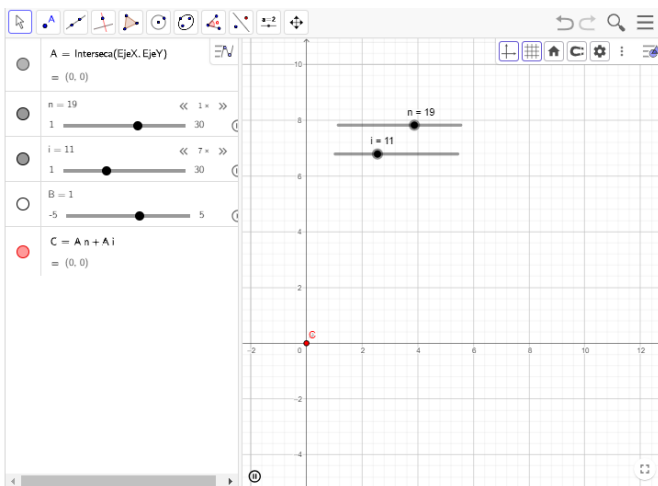 A
a=2
A = Interseca(EjeX, EjeY)
= (0, 0)
n = 19
1 ×
1
30
i = 11
7 ×
1
30
B = 1
-5
5
C = A n + A i
= (0, 0)
n = 19
i = 11
10
8
6
4
2
C
-2
0
2
4
6
8
10
12
-2
-4